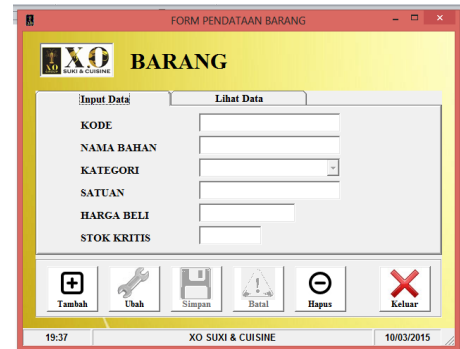 FORM PENDATAAN BARANG
X.O
SUKI & CUISINE
BARANG
Input Data Lihat Data
KODE
NAMA BAHAN
KATEGORI
SATUAN
HARGA BELI
STOK KRITIS
Tambah Ubah Simpan Batal Hapus Keluar
19:37 XO SUXI & CUISINE 10/03/2015